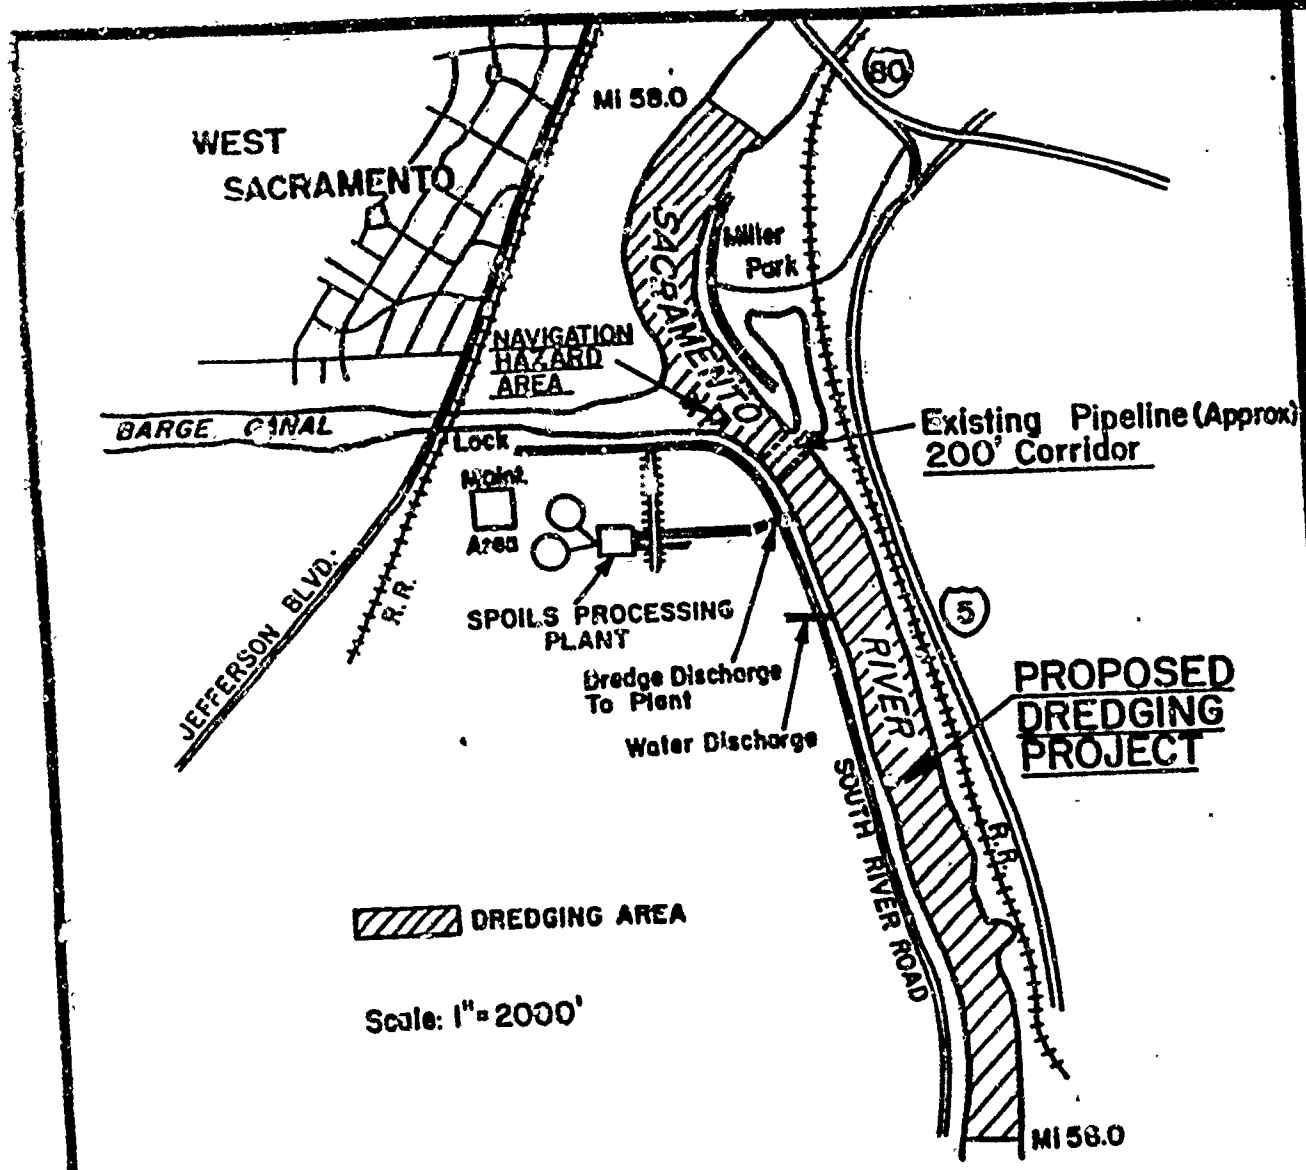 80
Mi 58.0
WEST
SACRAMENTO
SACRAMENTO
Miller
Park
NAVIGATION
HAZARD
AREA
BARGE CANAL
Lock
Existing Pipeline (Approx)
200' Corridor
Maint.
Area
R.R.
JEFFERSON BLVD.
SPOILS PROCESSING
PLANT
5
RIVER
Dredge Discharge
To Plant
Water Discharge
PROPOSED
DREDGING
PROJECT
SOUTH RIVER ROAD
R.R.
DREDGING AREA
Scale: 1" = 2000'
Mi 56.0